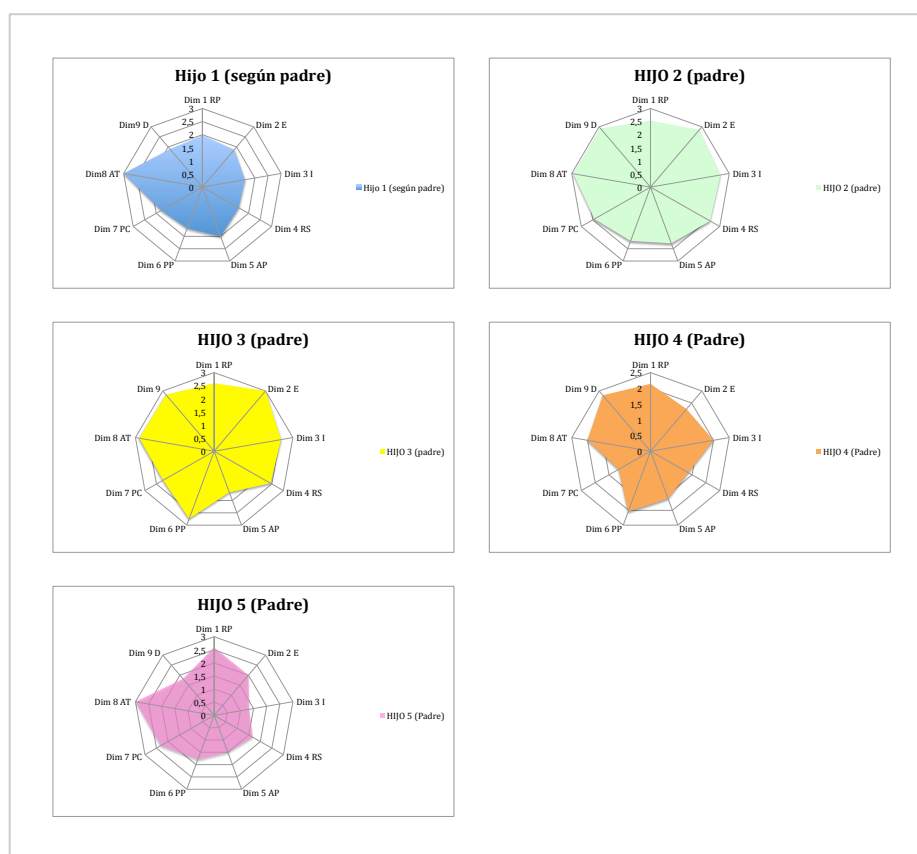 Hijo 1 (según padre)
Dim 1 RP
3
2,5
2
1,5
1
0,5
0
Dim 2 E
Dim 3 I
Dim 4 RS
Dim 5 AP
Dim 6 PP
Dim 7 PC
Dim8 AT
Dim9 D
Hijo 1 (según padre)
HIJO 2 (padre)
Dim 1 RP
3
2,5
2
1,5
1
0,5
0
Dim 2 E
Dim 3 I
Dim 4 RS
Dim 5 AP
Dim 6 PP
Dim 7 PC
Dim 8 AT
Dim 9 D
HIJO 2 (padre)
HIJO 3 (padre)
Dim 1 RP
3
2,5
2
1,5
1
0,5
0
Dim 2 E
Dim 3 I
Dim 4 RS
Dim 5 AP
Dim 6 PP
Dim 7 PC
Dim 8 AT
Dim 9
HIJO 3 (padre)
HIJO 4 (Padre)
Dim 1 RP
2,5
2
1,5
1
0,5
0
Dim 2 E
Dim 3 I
Dim 4 RS
Dim 5 AP
Dim 6 PP
Dim 7 PC
Dim 8 AT
Dim 9 D
HIJO 4 (Padre)
HIJO 5 (Padre)
Dim 1 RP
3
2,5
2
1,5
1
0,5
0
Dim 2 E
Dim 3 I
Dim 4 RS
Dim 5 AP
Dim 6 PP
Dim 7 PC
Dim 8 AT
Dim 9 D
HIJO 5 (Padre)